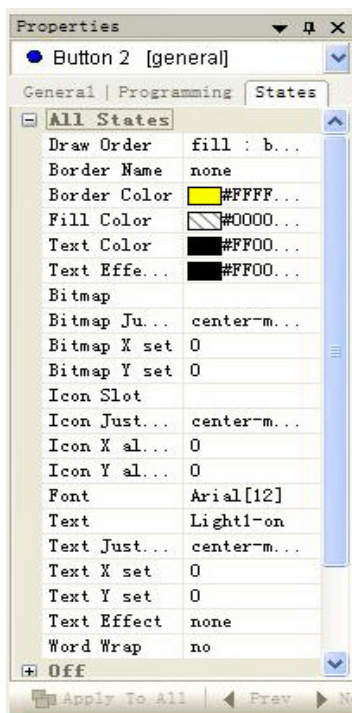 Properties
Button 2 [general]
General | Programming | States
All States
Draw Order fill : b...
Border Name none
Border Color #FFFF...
Fill Color #0000...
Text Color #FF00...
Text Effe... #FF00...
Bitmap
Bitmap Ju... center-m...
Bitmap X set 0
Bitmap Y set 0
Icon Slot
Icon Just... center-m...
Icon X al... 0
Icon Y al... 0
Font Arial[12]
Text Light1-on
Text Just... center-m...
Text X set 0
Text Y set 0
Text Effect none
Word Wrap no
Off
Apply To All | Prev N